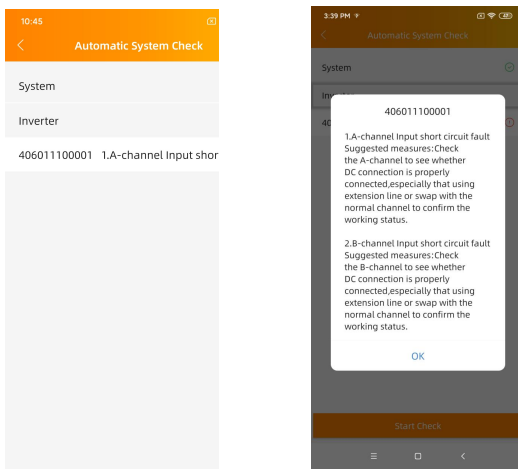 10:45
Automatic System Check
System
Inverter
406011100001 1.A-channel Input shor
3:39 PM
Automatic System Check
System
Inverter
40
406011100001
1.A-channel Input short circuit fault
Suggested measures:Check
the A-channel to see whether
DC connection is properly
connected,especially that using
extension line or swap with the
normal channel to confirm the
working status.
2.B-channel Input short circuit fault
Suggested measures:Check
the B-channel to see whether
DC connection is properly
connected,especially that using
extension line or swap with the
normal channel to confirm the
working status.
OK
Start Check